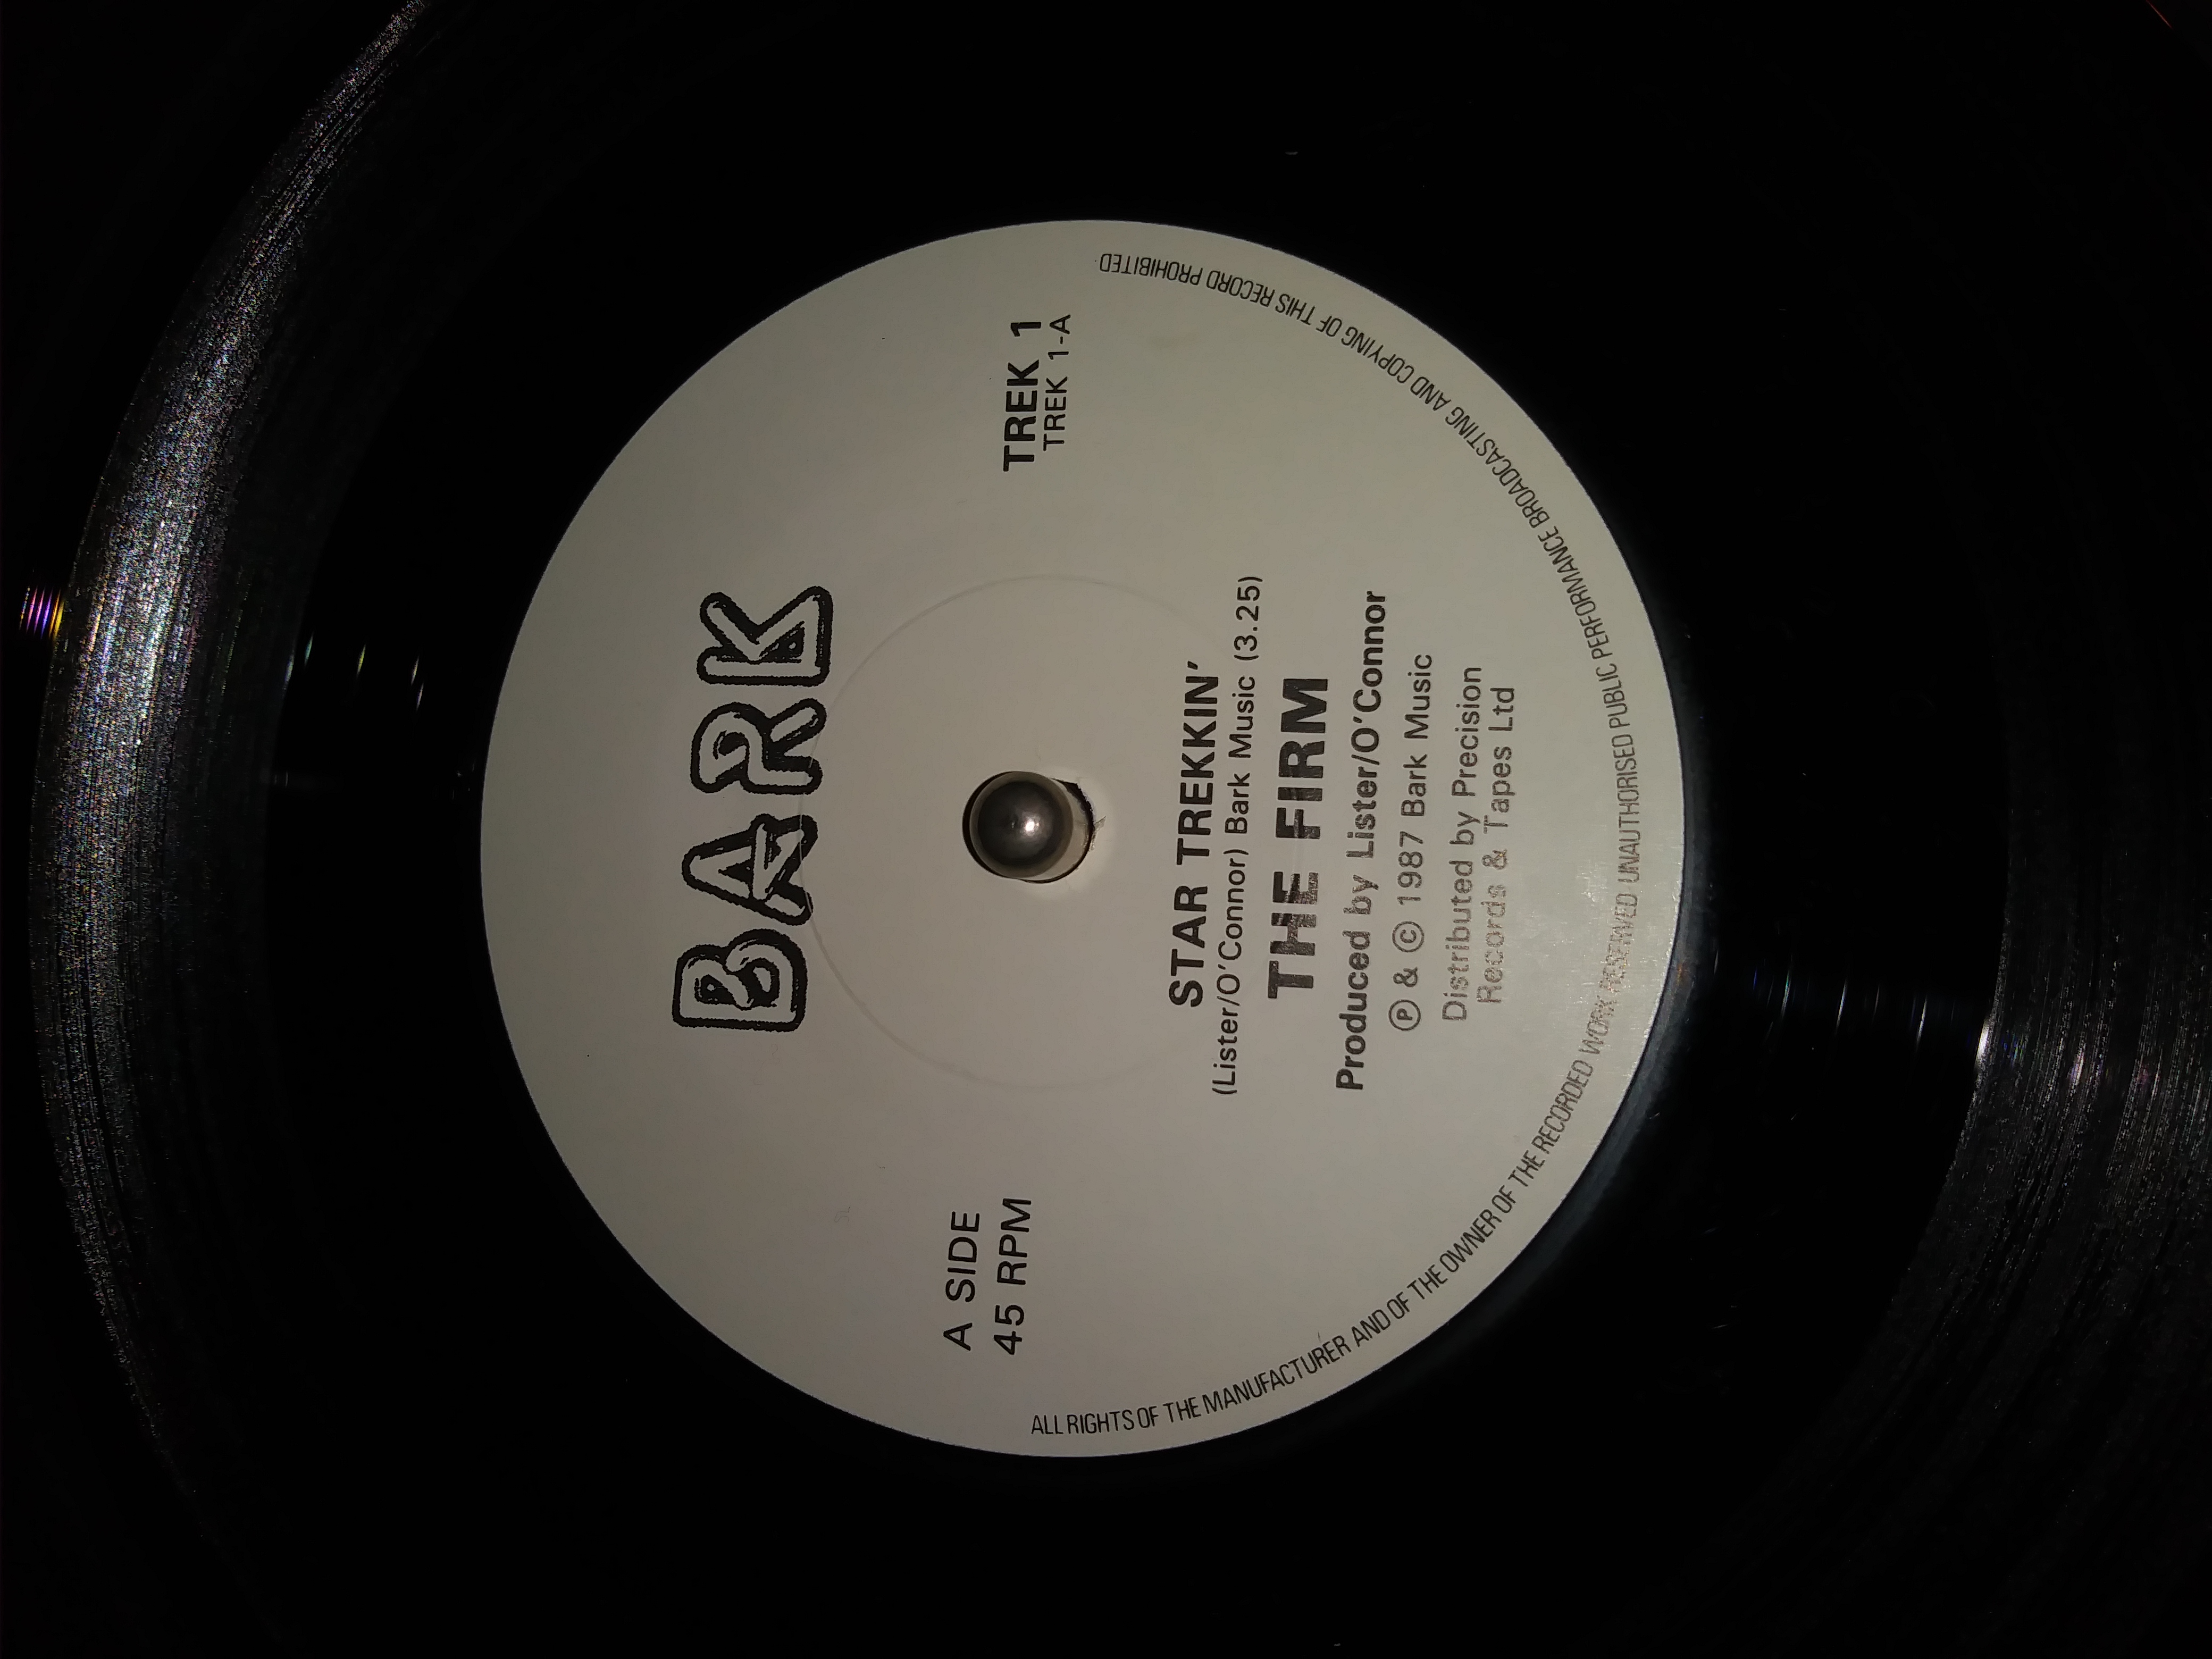 BARK
A SIDE
45 RPM
TREK 1
TREK 1-A
STAR TREKKIN'
(Lister/O'Connor) Bark Music (3.25)
THE FIRM
Produced by Lister/O'Connor
Ⓟ & © 1987 Bark Music
Distributed by Precision
Records & Tapes Ltd
ALL RIGHTS OF THE MANUFACTURER AND OF THE OWNER OF THE RECORDED WORK RESERVED UNAUTHORISED PUBLIC PERFORMANCE BROADCASTING AND COPYING OF THIS RECORD PROHIBITED